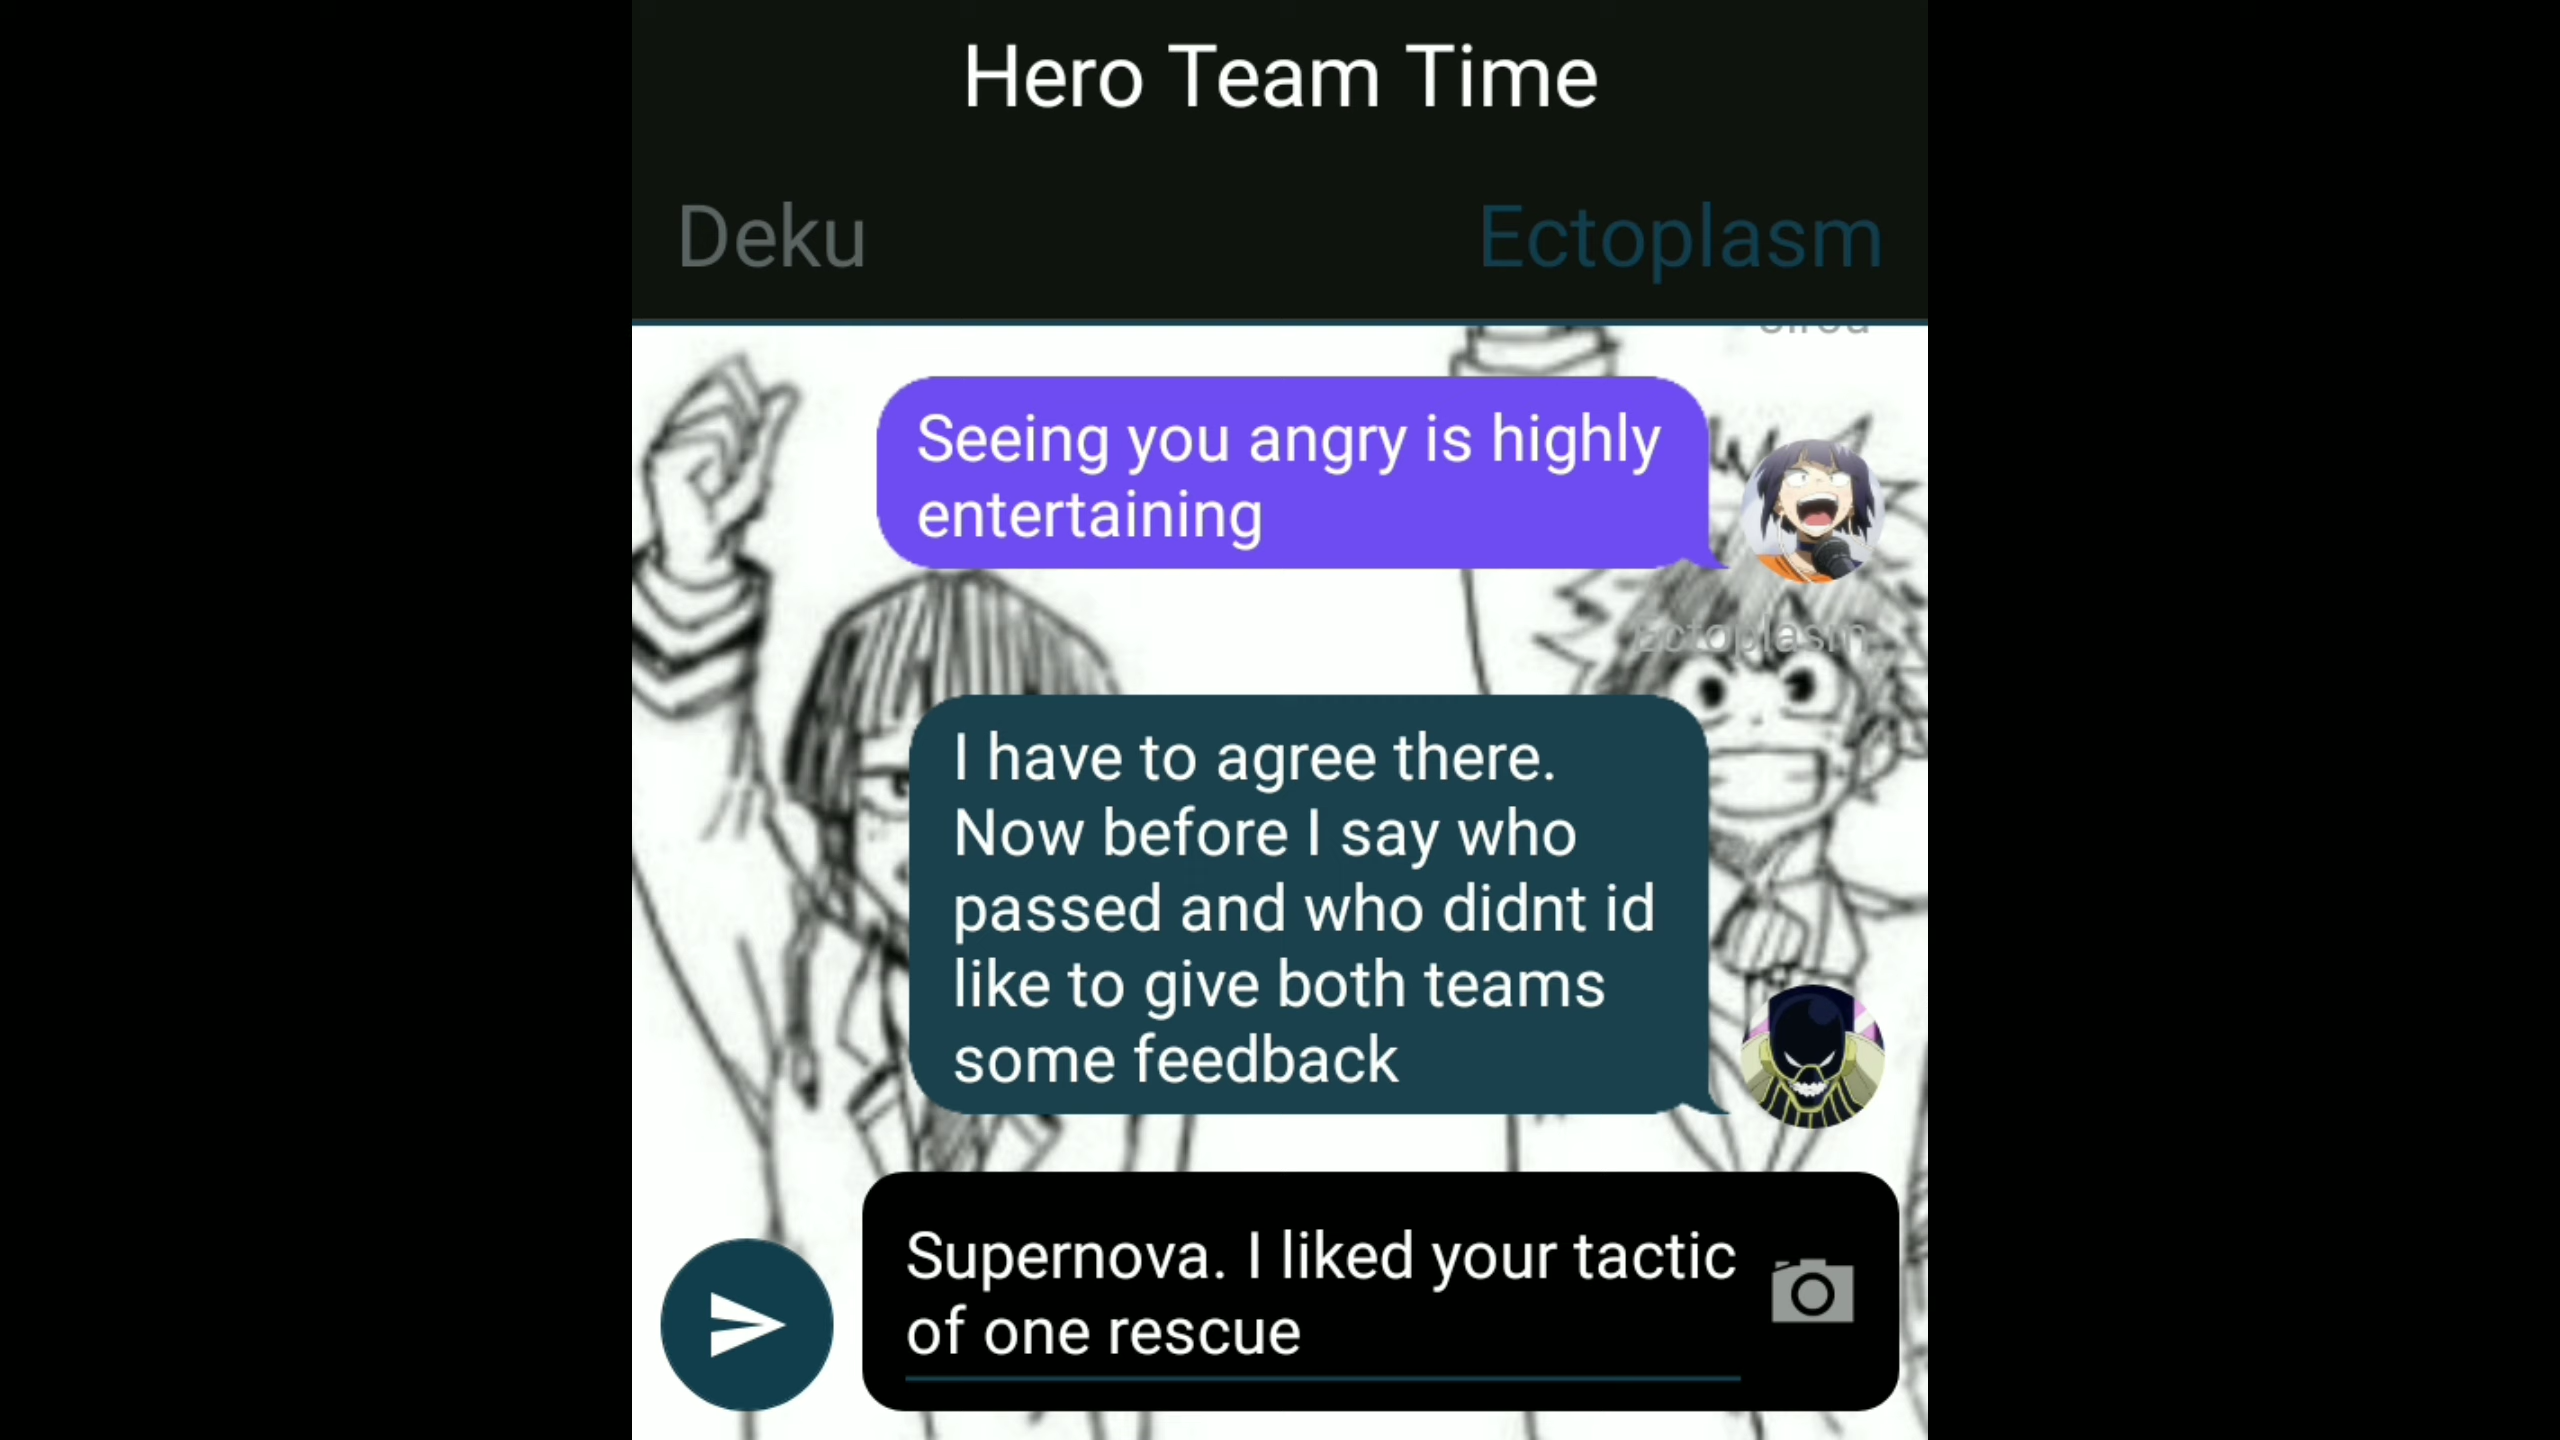 Hero Team Time
Deku
Ectoplasm
Seeing you angry is highly
entertaining
Ectoplasm
I have to agree there.
Now before I say who
passed and who didnt id
like to give both teams
some feedback
Supernova. I liked your tactic
of one rescue